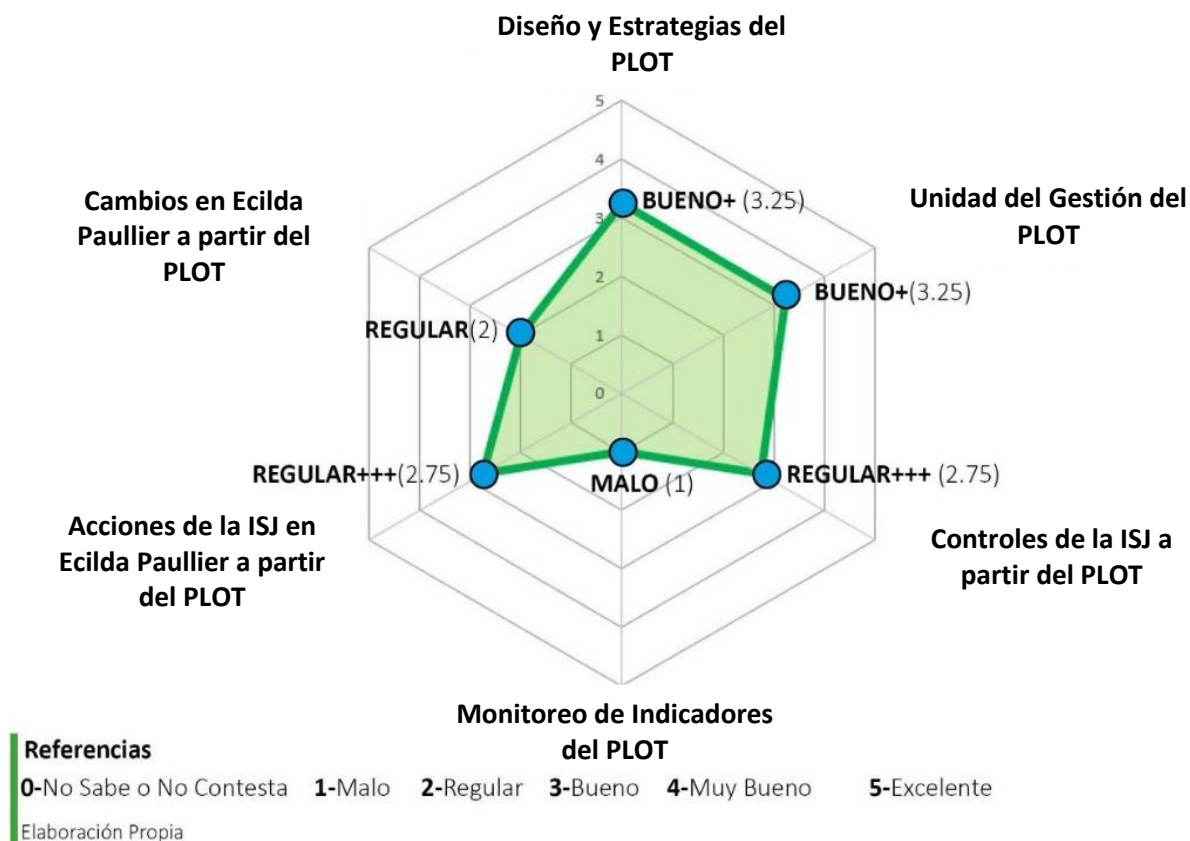 Diseño y Estrategias del
PLOT
5
4
Cambios en Ecilda
Paullier a partir del
PLOT
BUENO+ (3.25)
Unidad del Gestión del
PLOT
3
2
BUENO+(3.25)
REGULAR(2)
1
0
REGULAR+++(2.75)
MALO (1)
REGULAR+++ (2.75)
Acciones de la ISJ en
Ecilda Paullier a partir
del PLOT
Controles de la ISJ a
partir del PLOT
Monitoreo de Indicadores
del PLOT
Referencias
0-No Sabe o No Contesta 1-Malo 2-Regular 3-Bueno 4-Muy Bueno 5-Excelente
Elaboración Propia